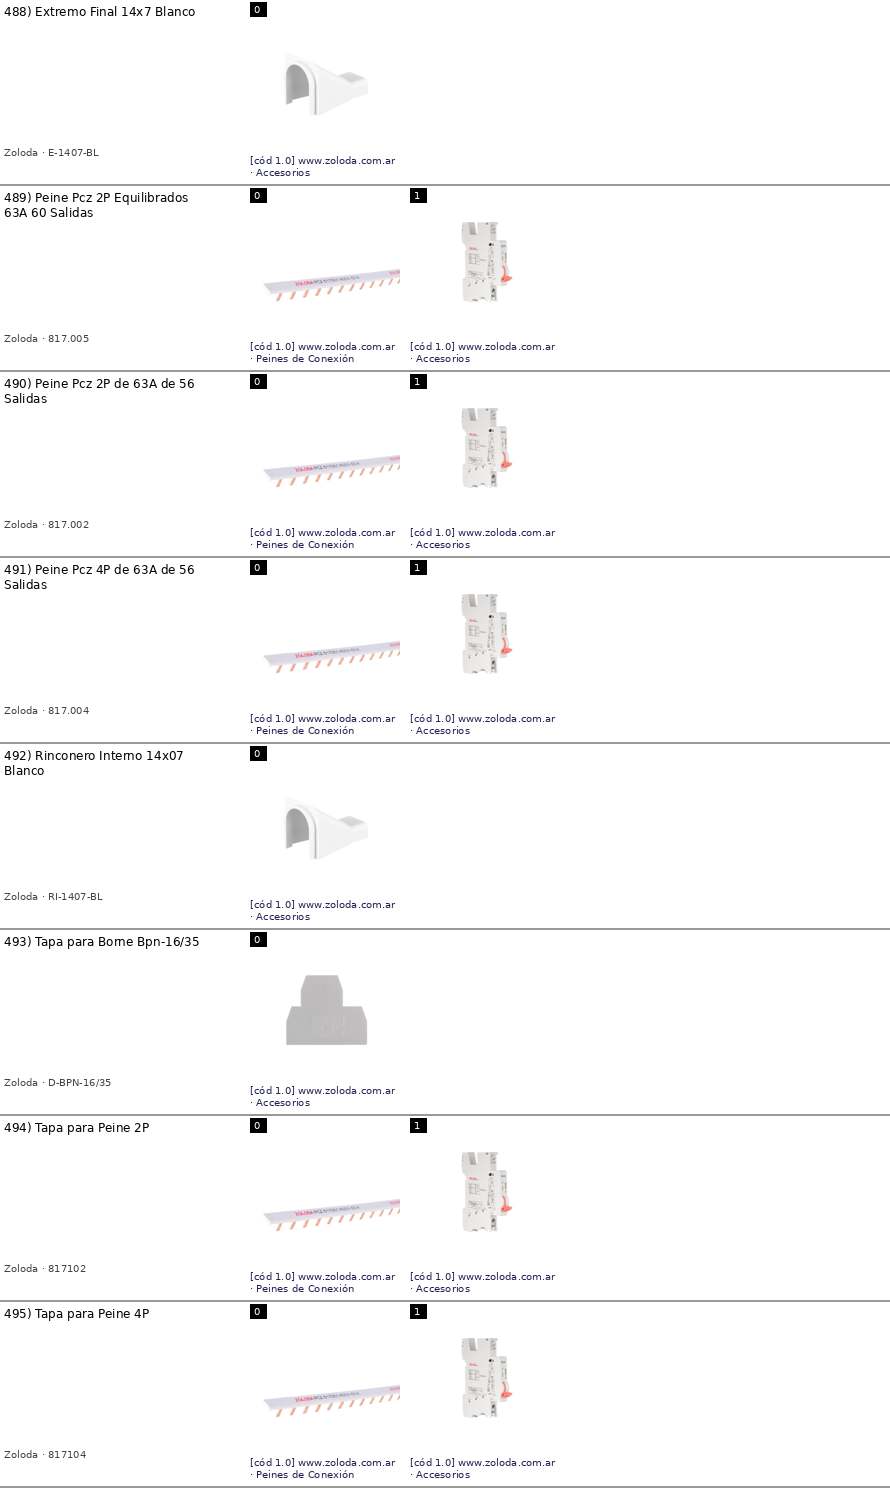 488) Extremo Final 14x7 Blanco
0
Zoloda · E-1407-BL
[cód 1.0] www.zoloda.com.ar
· Accesorios
489) Peine Pcz 2P Equilibrados
63A 60 Salidas
0
1
Zoloda · 817.005
[cód 1.0] www.zoloda.com.ar
· Peines de Conexión
[cód 1.0] www.zoloda.com.ar
· Accesorios
490) Peine Pcz 2P de 63A de 56
Salidas
0
1
Zoloda · 817.002
[cód 1.0] www.zoloda.com.ar
· Peines de Conexión
[cód 1.0] www.zoloda.com.ar
· Accesorios
491) Peine Pcz 4P de 63A de 56
Salidas
0
1
Zoloda · 817.004
[cód 1.0] www.zoloda.com.ar
· Peines de Conexión
[cód 1.0] www.zoloda.com.ar
· Accesorios
492) Rinconero Interno 14x07
Blanco
0
Zoloda · RI-1407-BL
[cód 1.0] www.zoloda.com.ar
· Accesorios
493) Tapa para Borne Bpn-16/35
0
Zoloda · D-BPN-16/35
[cód 1.0] www.zoloda.com.ar
· Accesorios
494) Tapa para Peine 2P
0
1
Zoloda · 817102
[cód 1.0] www.zoloda.com.ar
· Peines de Conexión
[cód 1.0] www.zoloda.com.ar
· Accesorios
495) Tapa para Peine 4P
0
1
Zoloda · 817104
[cód 1.0] www.zoloda.com.ar
· Peines de Conexión
[cód 1.0] www.zoloda.com.ar
· Accesorios